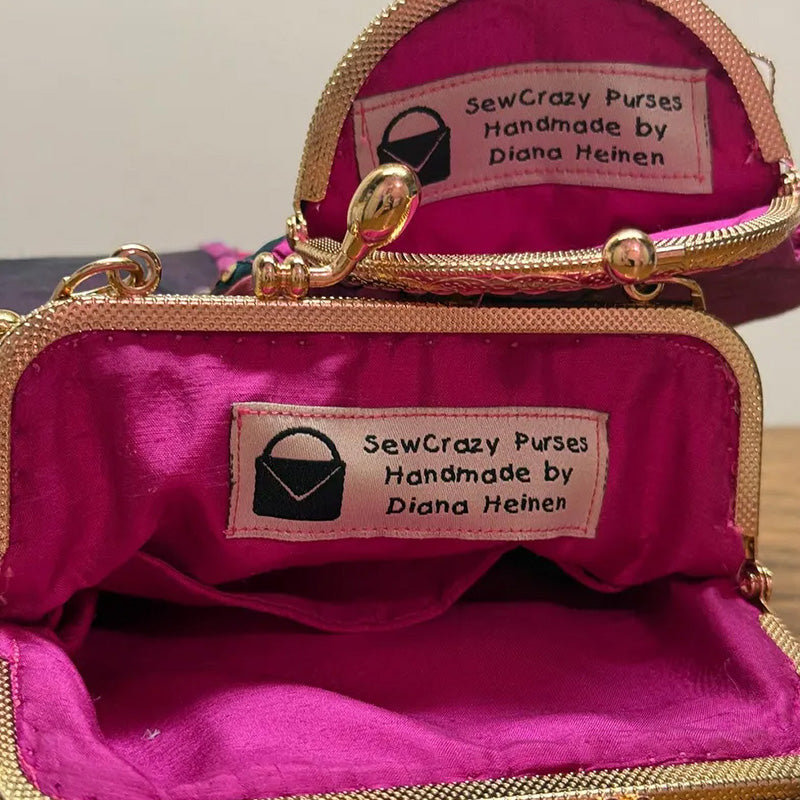 SewCrazy Purses
Handmade by
Diana Heinen
SewCrazy Purses
Handmade by
Diana Heinen